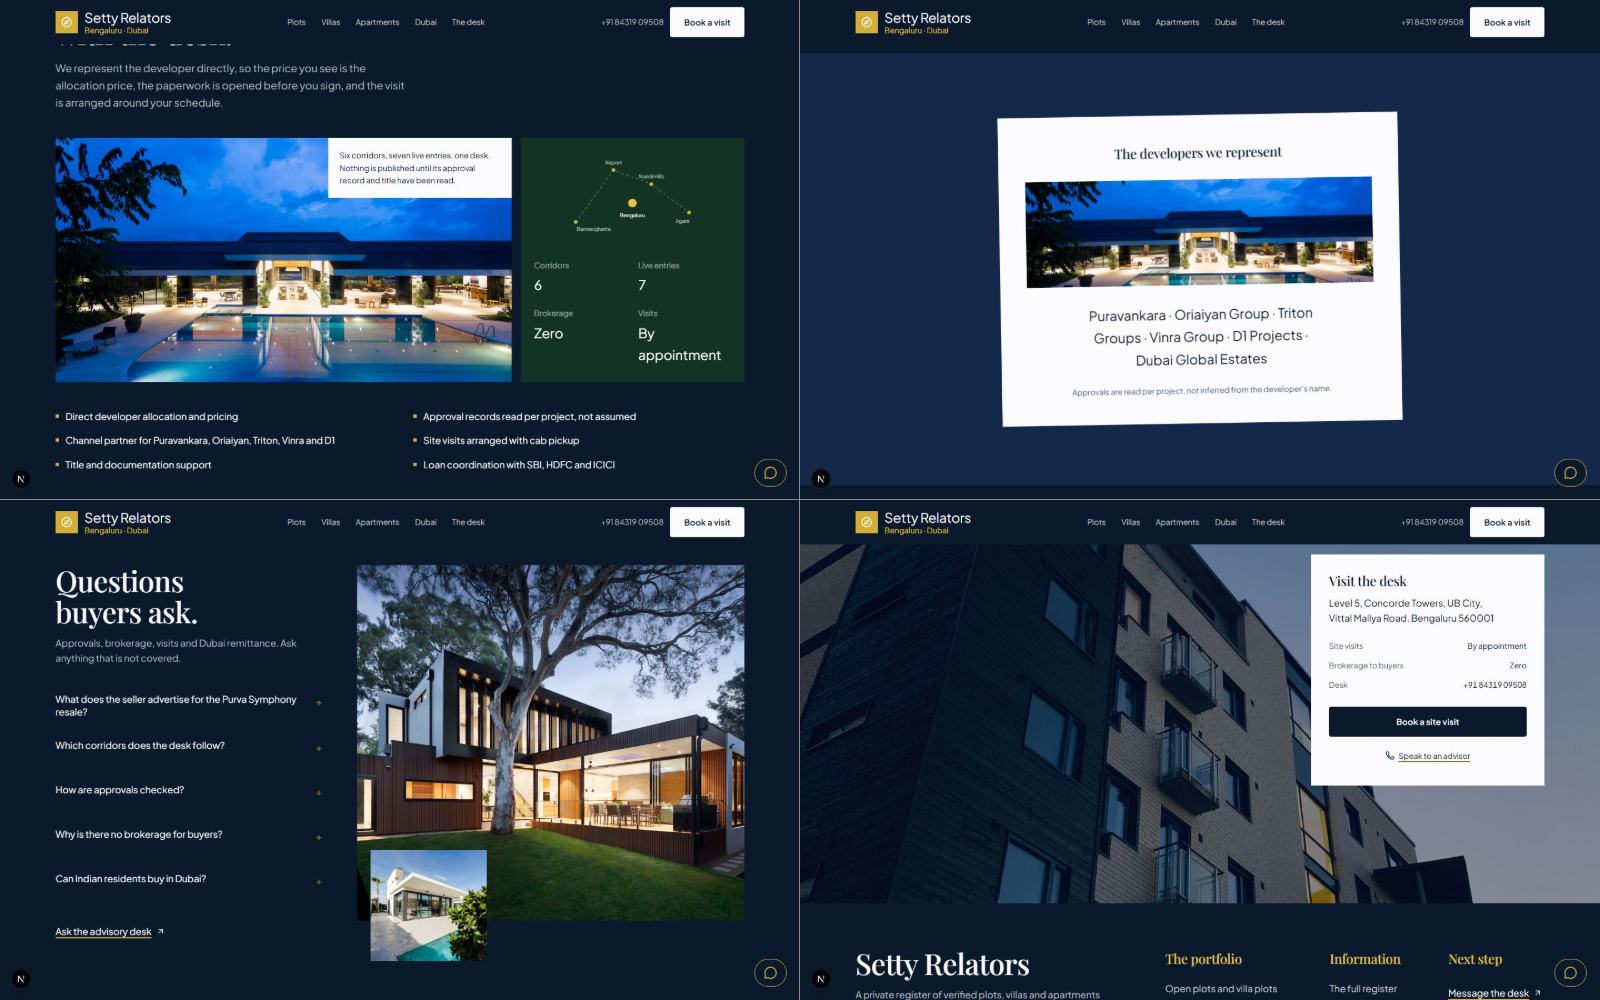 Setty Relators
Bengaluru · Dubai
Plots Villas Apartments Dubai The desk
+91 84319 09508
Book a visit
We represent the developer directly, so the price you see is the
allocation price, the paperwork is opened before you sign, and the visit
is arranged around your schedule.
Six corridors, seven live entries, one desk.
Nothing is published until its approval
record and title have been read.
Airport
Nandi Hills
Bengaluru
Jigani
Bannerghatta
Corridors
6
Live entries
7
Brokerage
Zero
Visits
By
appointment
Direct developer allocation and pricing
Channel partner for Puravankara, Oriaiyan, Triton, Vinra and D1
Title and documentation support
Approval records read per project, not assumed
Site visits arranged with cab pickup
Loan coordination with SBI, HDFC and ICICI
N
Setty Relators
Bengaluru · Dubai
Plots Villas Apartments Dubai The desk
+91 84319 09508
Book a visit
The developers we represent
Puravankara · Oriaiyan Group · Triton
Groups · Vinra Group · D1 Projects ·
Dubai Global Estates
Approvals are read per project, not inferred from the developer's name.
N
Setty Relators
Bengaluru · Dubai
Plots Villas Apartments Dubai The desk
+91 84319 09508
Book a visit
Questions
buyers ask.
Approvals, brokerage, visits and Dubai remittance. Ask
anything that is not covered.
What does the seller advertise for the Purva Symphony
resale?
+
Which corridors does the desk follow?
+
How are approvals checked?
+
Why is there no brokerage for buyers?
+
Can Indian residents buy in Dubai?
+
Ask the advisory desk
N
Setty Relators
Bengaluru · Dubai
Plots Villas Apartments Dubai The desk
+91 84319 09508
Book a visit
Visit the desk
Level 5, Concorde Towers, UB City,
Vittal Mallya Road, Bengaluru 560001
Site visits By appointment
Brokerage to buyers Zero
Desk +91 84319 09508
Book a site visit
Speak to an advisor
Setty Relators
A private register of verified plots, villas and apartments
The portfolio
Open plots and villa plots
Information
The full register
Next step
Message the desk
N